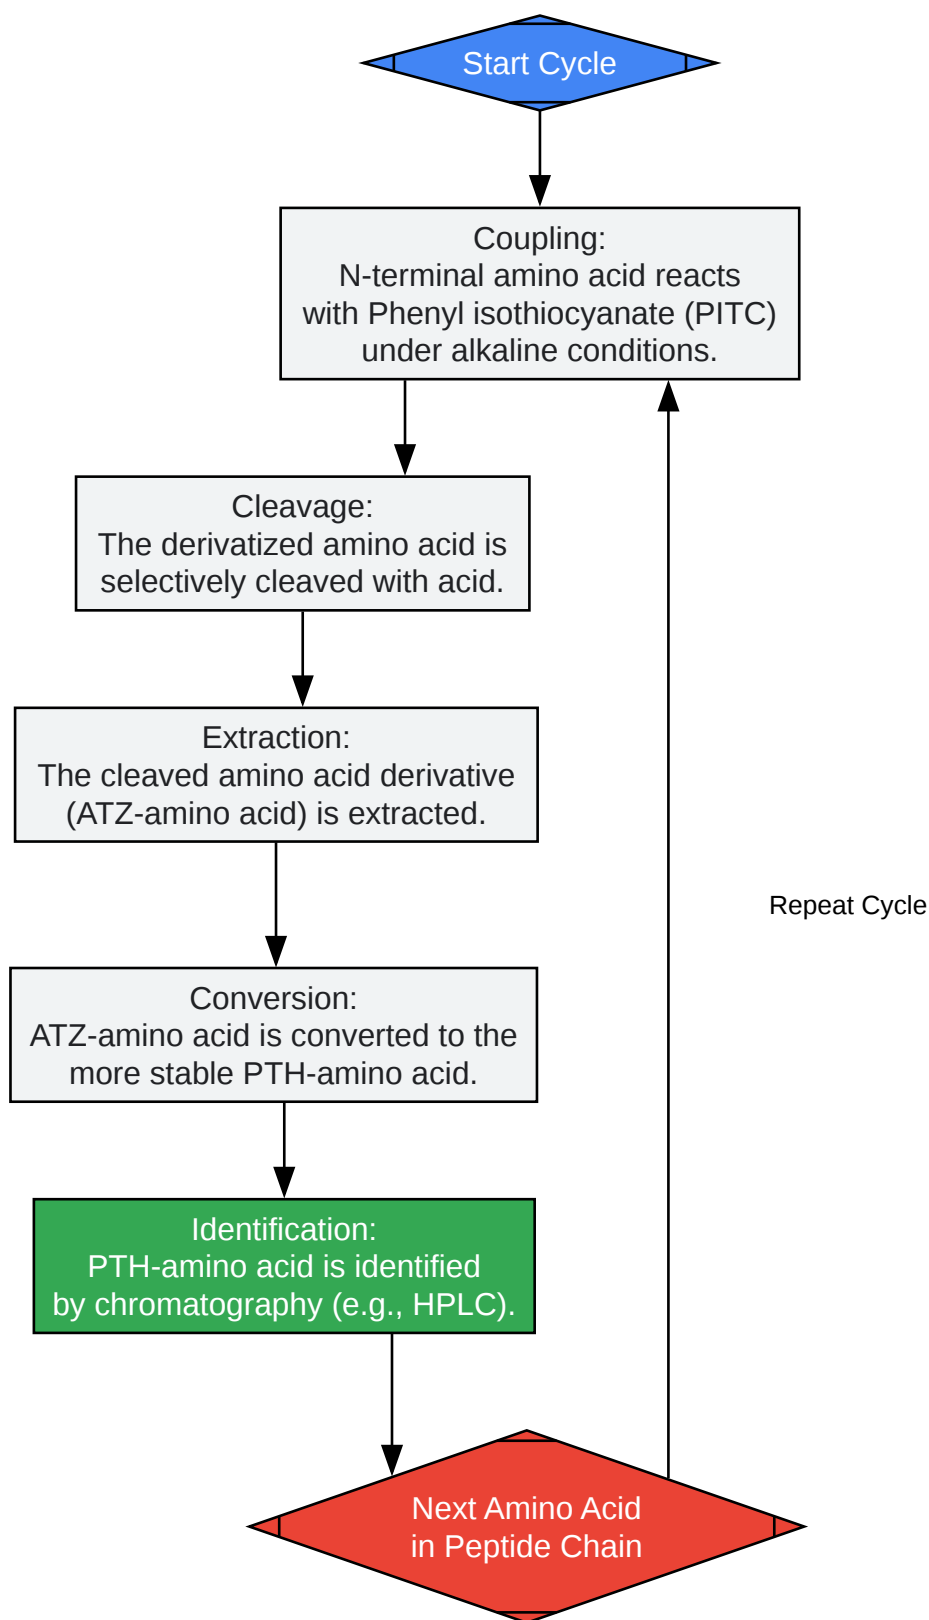 Start Cycle
Coupling:
N-terminal amino acid reacts
with Phenyl isothiocyanate (PITC)
under alkaline conditions.
Cleavage:
The derivatized amino acid is
selectively cleaved with acid.
Extraction:
The cleaved amino acid derivative
(ATZ-amino acid) is extracted.
Repeat Cycle
Conversion:
ATZ-amino acid is converted to the
more stable PTH-amino acid.
Identification:
PTH-amino acid is identified
by chromatography (e.g., HPLC).
Next Amino Acid
in Peptide Chain